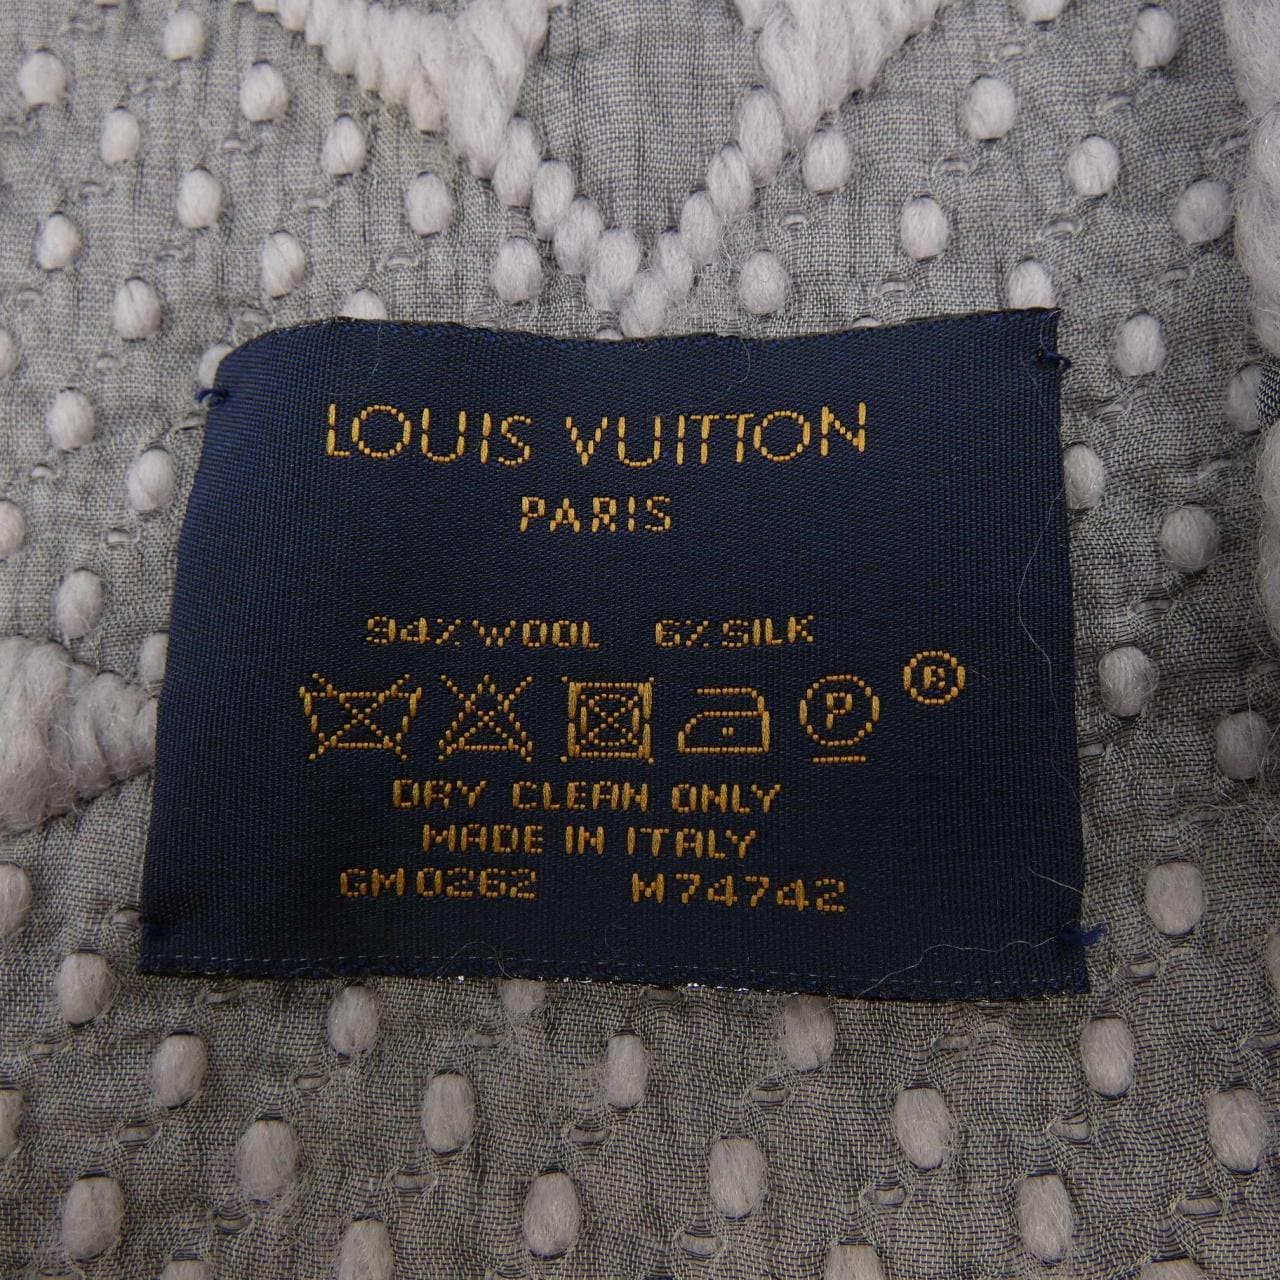 LOUIS VUITTON
PARIS
94% WOOL 6% SILK
P ®
DRY CLEAN ONLY
MADE IN ITALY
GM0262 M74742